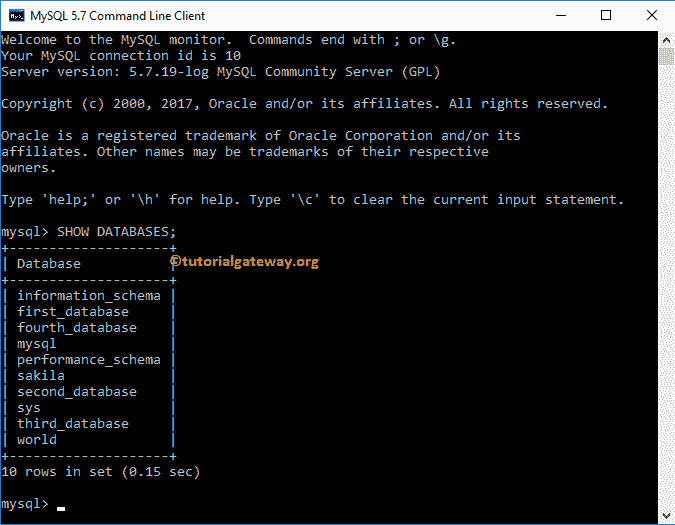 MySQL 5.7 Command Line Client
Welcome to the MySQL monitor.  Commands end with ; or \g.
Your MySQL connection id is 10
Server version: 5.7.19-log MySQL Community Server (GPL)
Copyright (c) 2000, 2017, Oracle and/or its affiliates. All rights reserved.
Oracle is a registered trademark of Oracle Corporation and/or its
affiliates. Other names may be trademarks of their respective
owners.
Type 'help;' or '\h' for help. Type '\c' to clear the current input statement.
mysql> SHOW DATABASES;
+--------------------+
| Database           |
©tutorialgateway.org
+--------------------+
| information_schema |
| first_database     |
| fourth_database    |
| mysql              |
| performance_schema |
| sakila             |
| second_database    |
| sys                |
| third_database     |
| world              |
+--------------------+
10 rows in set (0.15 sec)
mysql> _